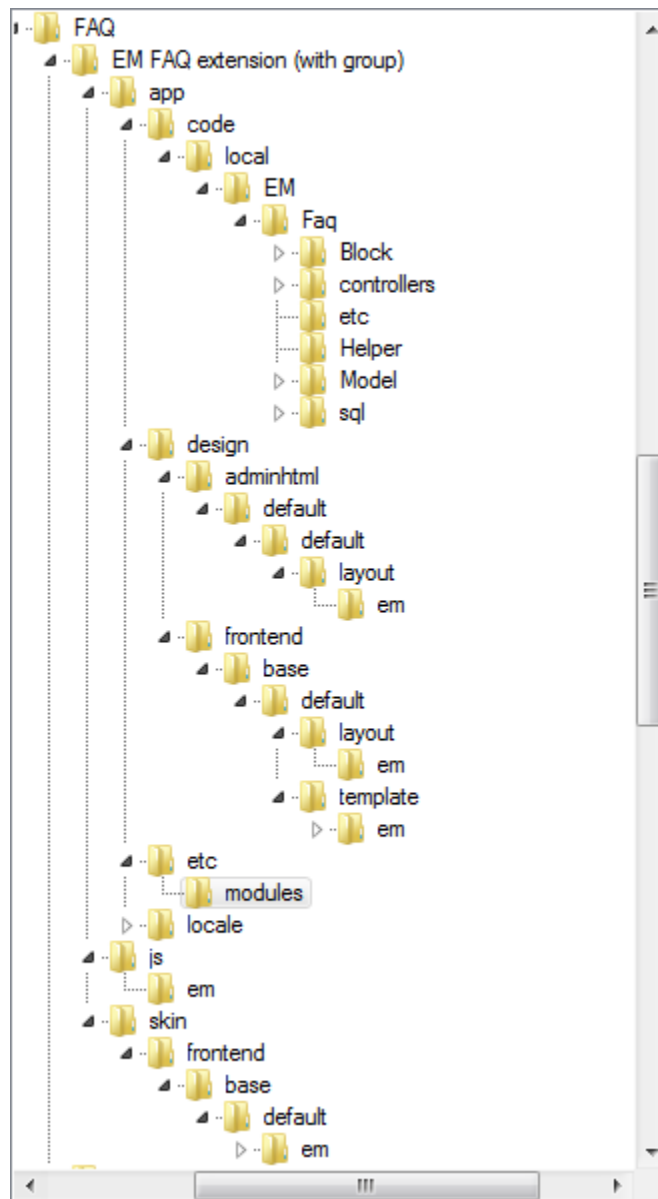 FAQ
EM FAQ extension (with group)
app
code
local
EM
Faq
Block
controllers
etc
Helper
Model
sql
design
adminhtml
default
default
layout
em
frontend
base
default
layout
em
template
em
etc
modules
locale
js
em
skin
frontend
base
default
em